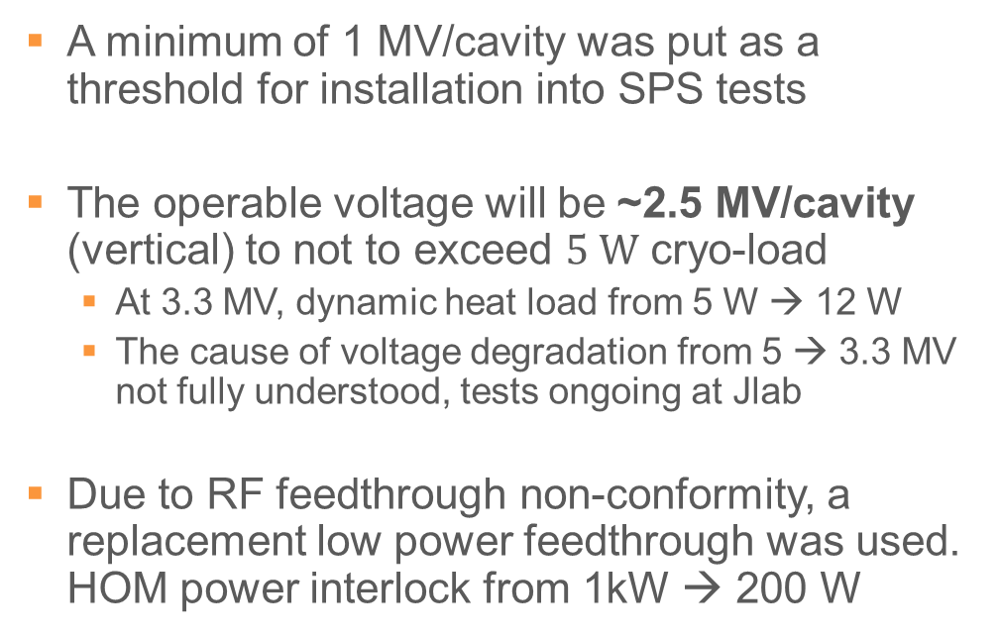 ▪ A minimum of 1 MV/cavity was put as a
threshold for installation into SPS tests
▪ The operable voltage will be ~2.5 MV/cavity
(vertical) to not to exceed 5 W cryo-load
▪ At 3.3 MV, dynamic heat load from 5 W → 12 W
▪ The cause of voltage degradation from 5 → 3.3 MV
not fully understood, tests ongoing at Jlab
▪ Due to RF feedthrough non-conformity, a
replacement low power feedthrough was used.
HOM power interlock from 1kW → 200 W